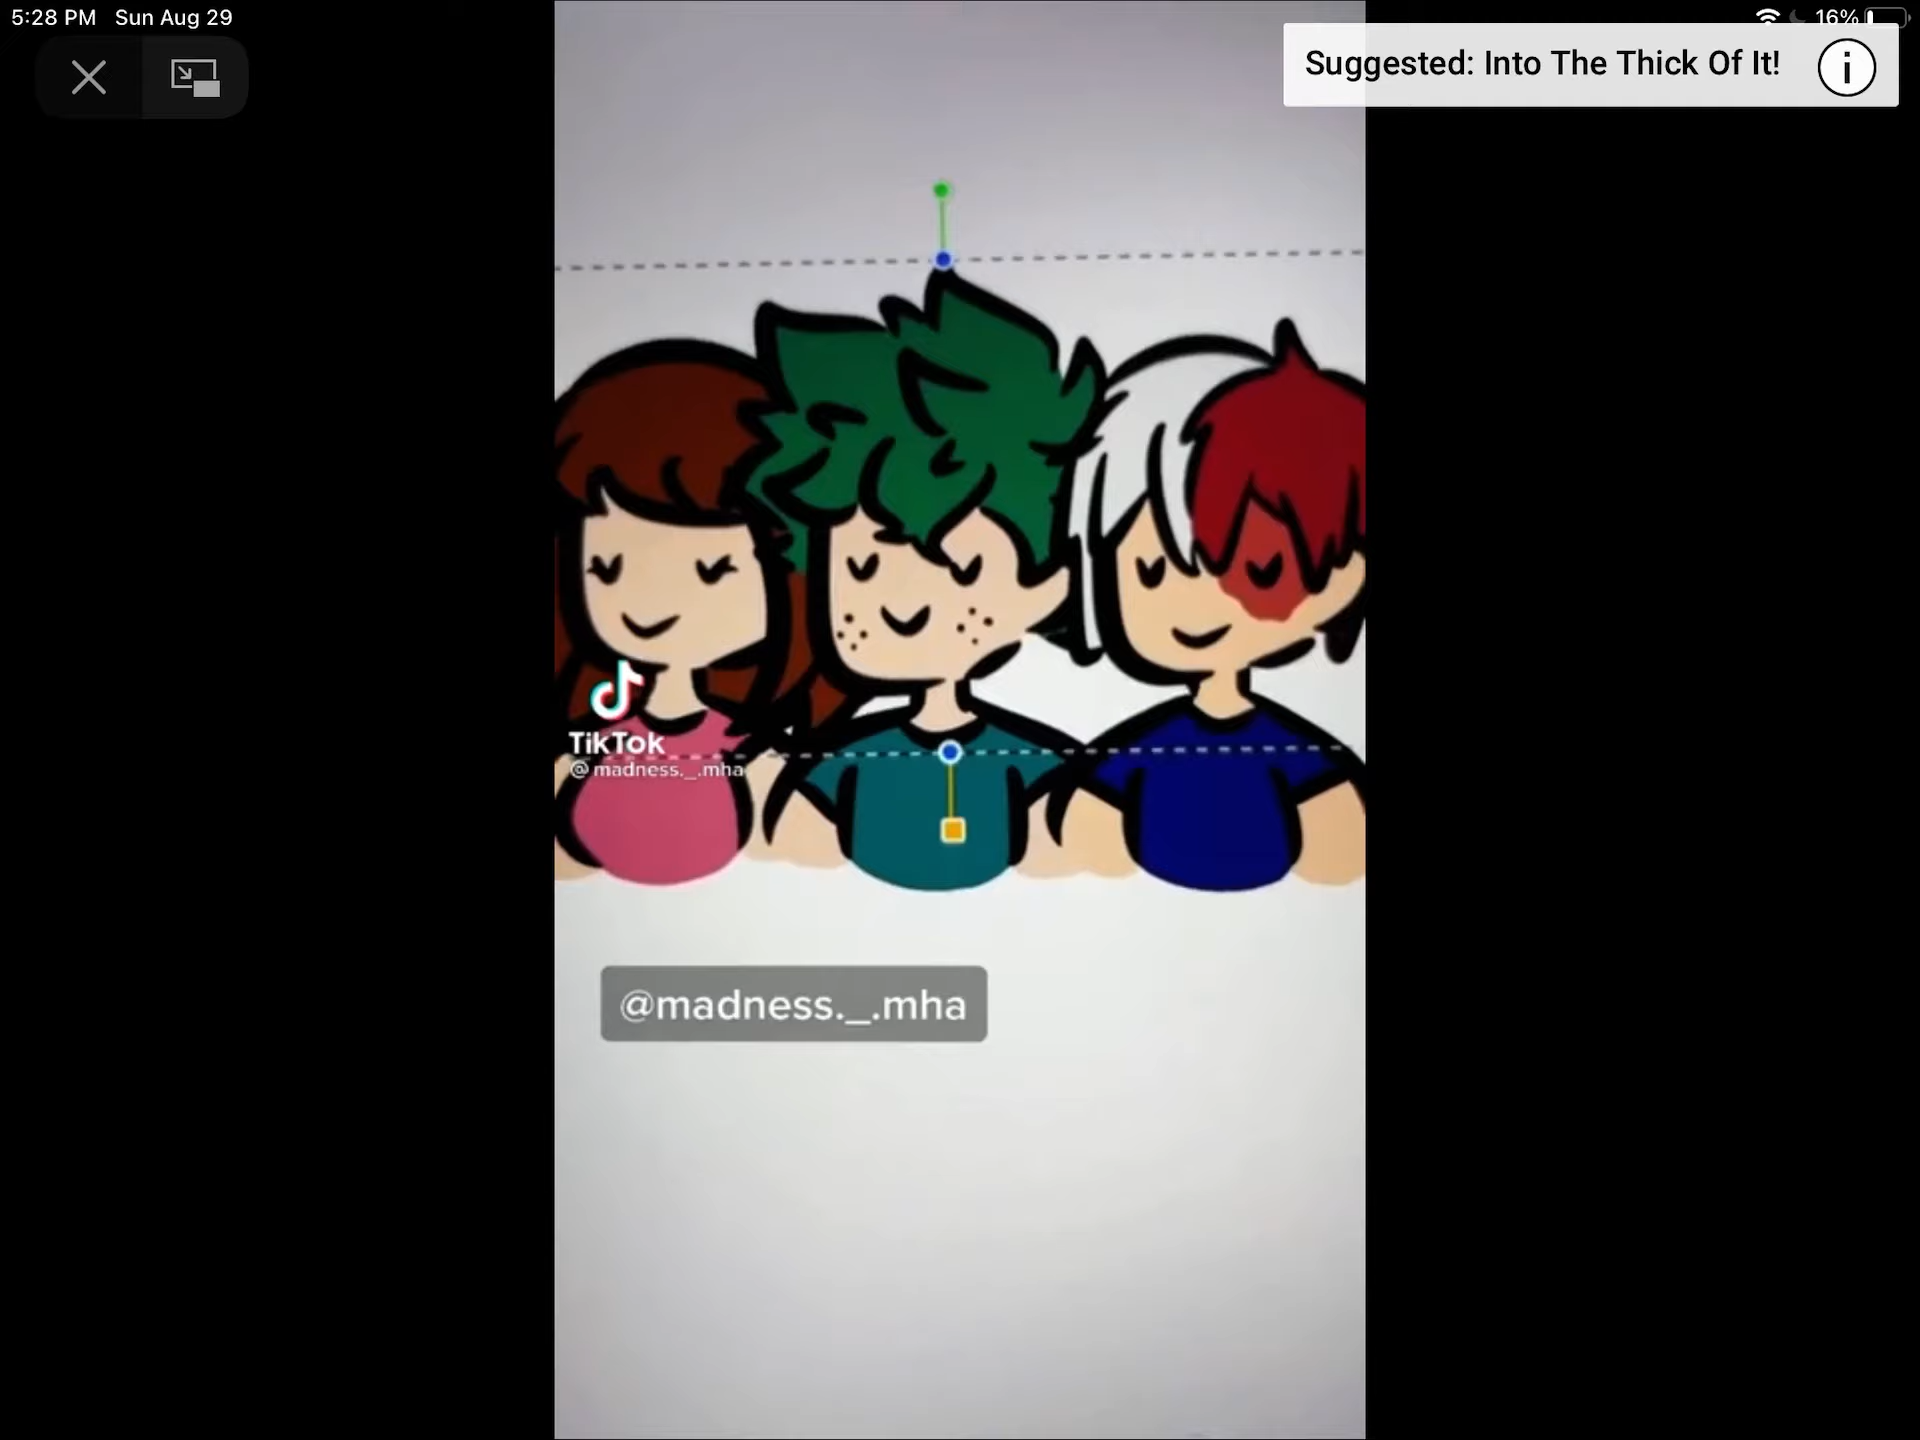 5:28 PM Sun Aug 29
16%
Suggested: Into The Thick Of It!
TikTok
@madness._.mha
@madness._.mha